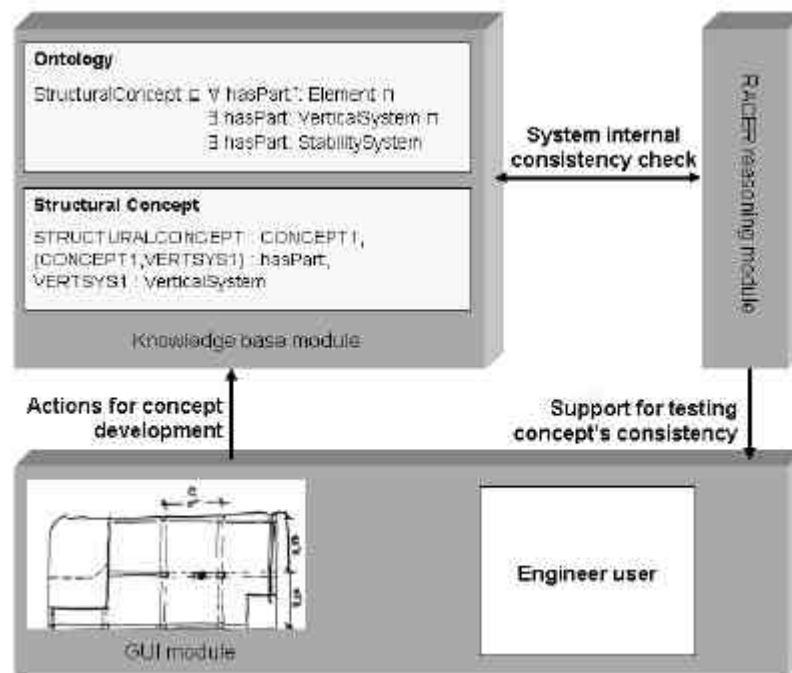 Ontology
StructuralConcept ⊑ ∀ hasPart⁺: Element ⊓
∃ hasPart: VerticalSystem ⊓
∃ hasPart: StabilitySystem
Structural Concept
STRUCTURALCONCEPT : CONCEPT1,
(CONCEPT1,VERTSYS1) : hasPart,
VERTSYS1 : VerticalSystem
Knowledge base module
System internal
consistency check
RACER reasoning module
Actions for concept
development
Support for testing
concept's consistency
Engineer user
GUI module